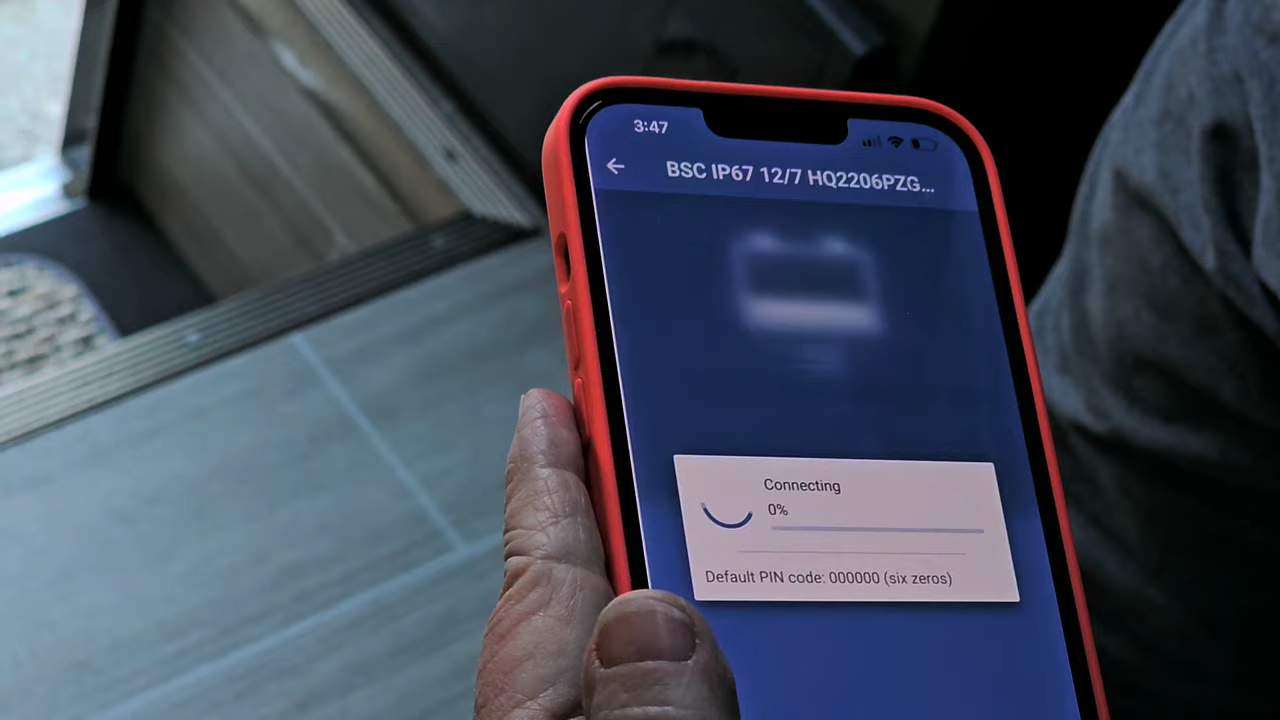 3:47
BSC IP67 12/7 HQ2206PZG...
Connecting
0%
Default PIN code: 000000 (six zeros)